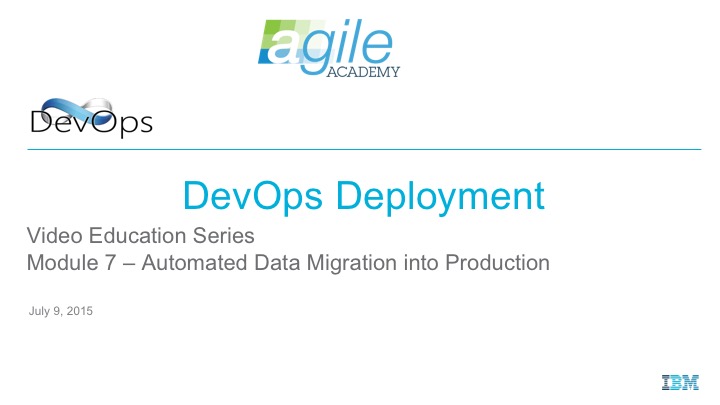 agile
ACADEMY
DevOps
DevOps Deployment
Video Education Series
Module 7 – Automated Data Migration into Production
July 9, 2015
IBM